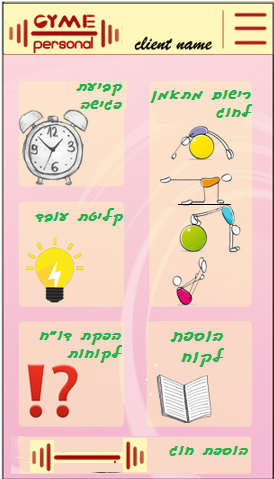 GYME
personal
client name
קביעת
פגישה
רישום מתאמן
לחוג
קליטת עובד
הפקת דו"ח
לקוחות
הוספת
לקוח
הוספת חוג